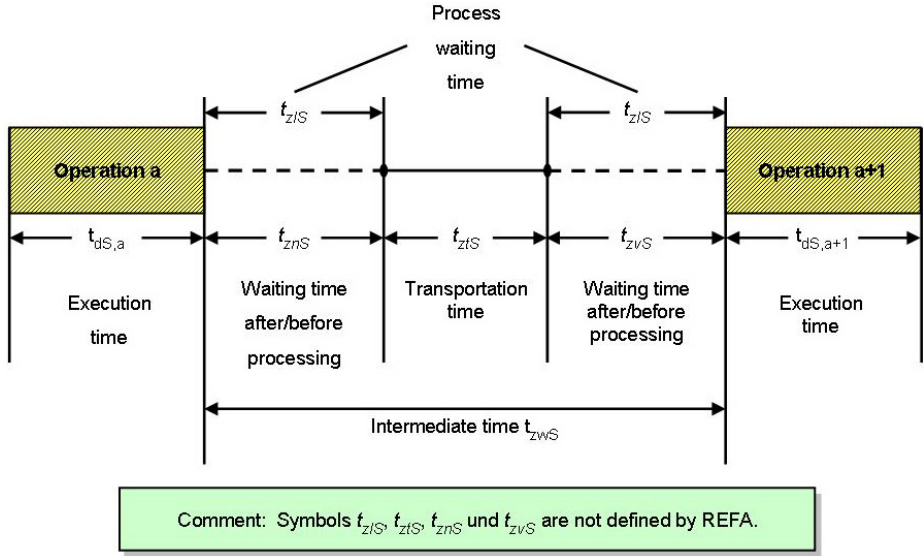 Process
waiting
time
t_zlS
t_zlS
Operation a
Operation a+1
t_dS,a
t_znS
t_ztS
t_zvS
t_dS,a+1
Execution
time
Waiting time
after/before
processing
Transportation
time
Waiting time
after/before
processing
Execution
time
Intermediate time t_zwS
Comment: Symbols t_zlS, t_ztS, t_znS und t_zvS are not defined by REFA.